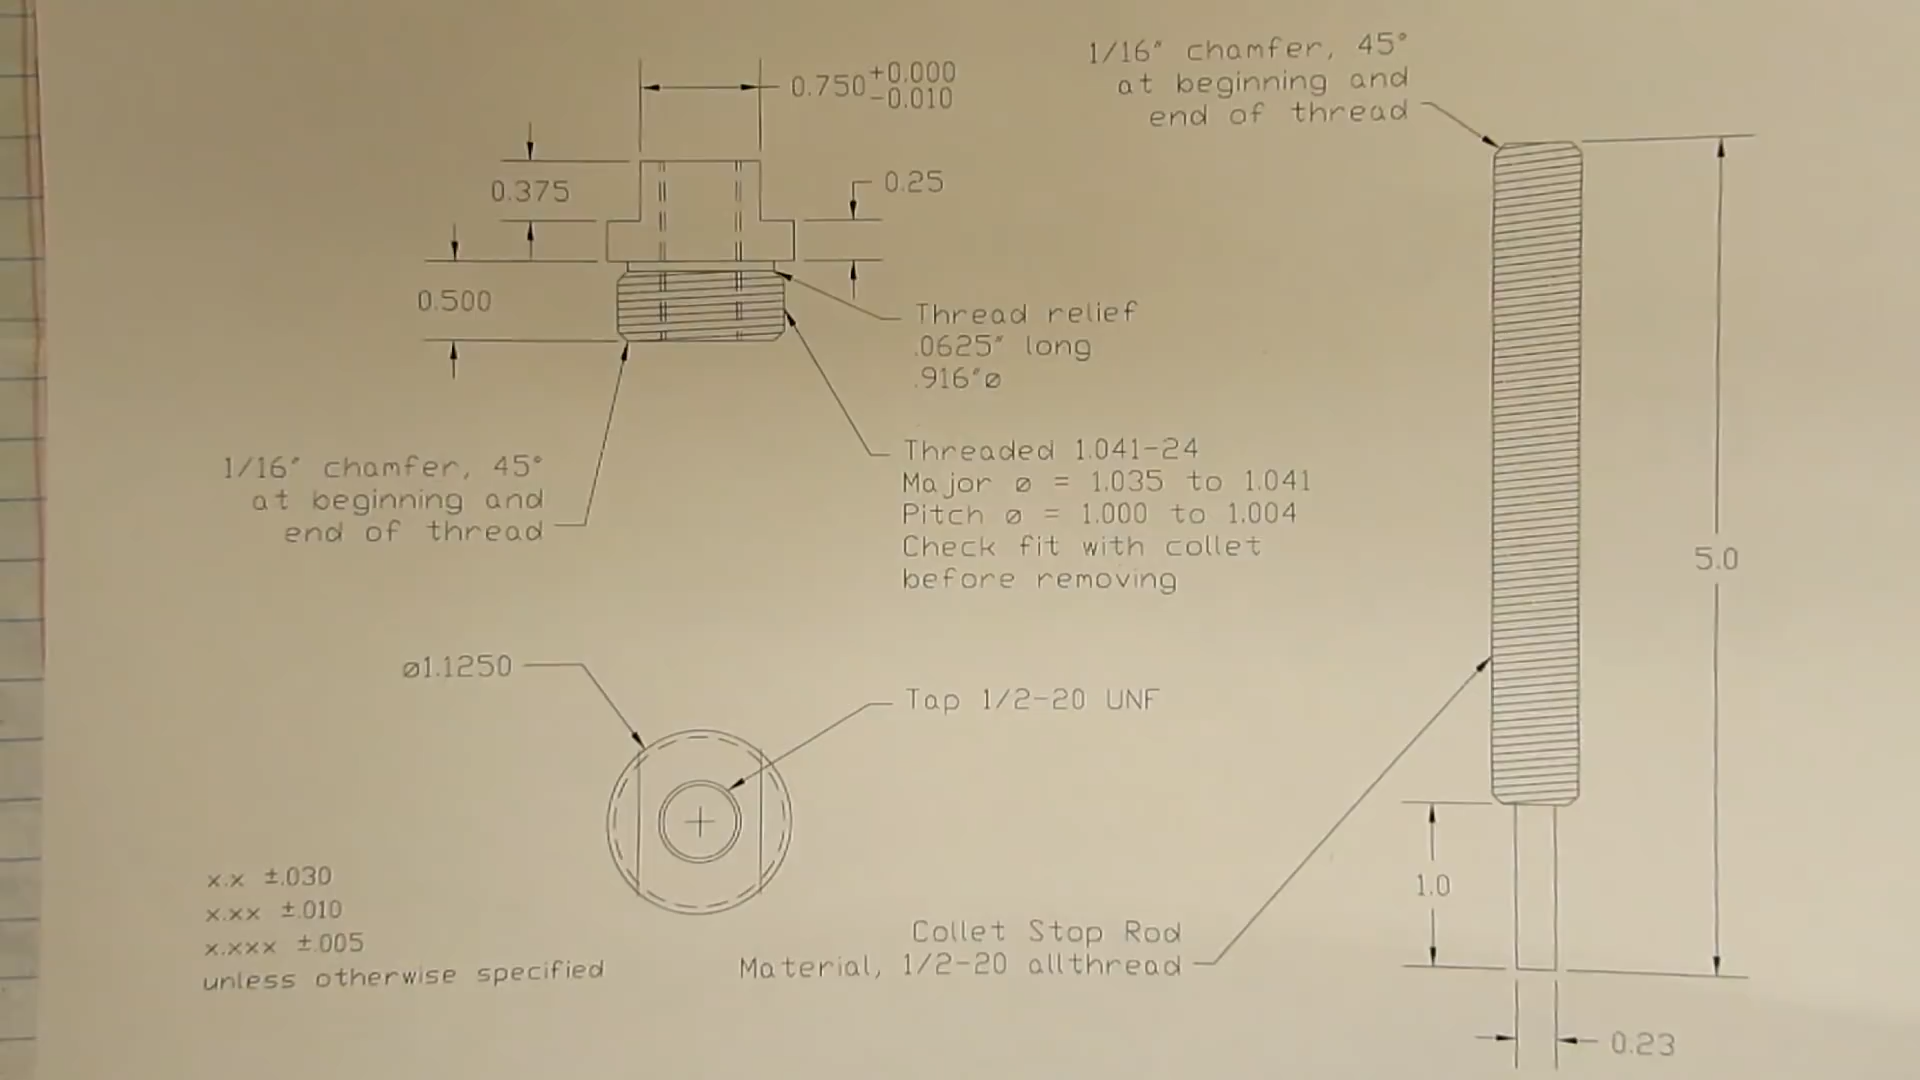 0.750 +0.000
-0.010
0.375
0.25
0.500
Thread relief
.0625" long
.916"ø
1/16" chamfer, 45°
at beginning and
end of thread
Threaded 1.041-24
Major ø = 1.035 to 1.041
Pitch ø = 1.000 to 1.004
Check fit with collet
before removing
ø1.1250
Tap 1/2-20 UNF
x.x ±.030
x.xx ±.010
x.xxx ±.005
unless otherwise specified
1/16" chamfer, 45°
at beginning and
end of thread
5.0
1.0
Collet Stop Rod
Material, 1/2-20 allthread
0.23